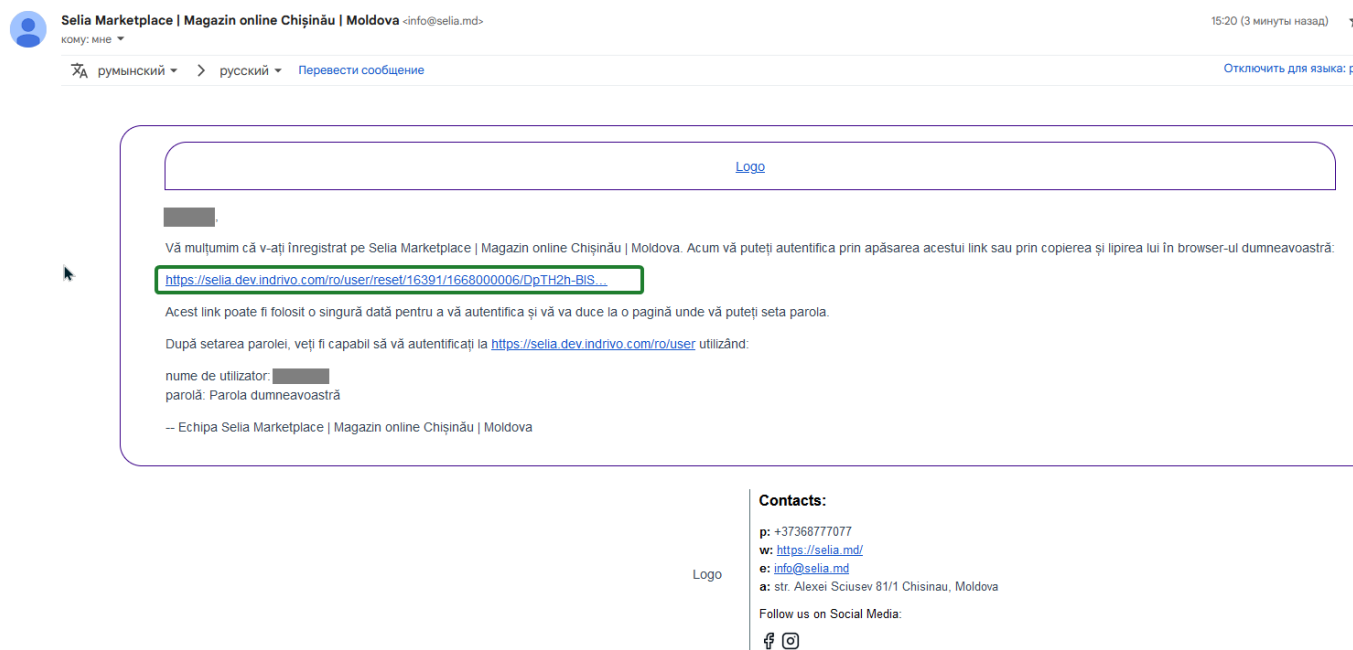 Selia Marketplace | Magazin online Chișinău | Moldova <info@selia.md>
15:20 (3 минуты назад)
кому: мне
румынский > русский Перевести сообщение
Отключить для языка:
Logo
,
Vă mulțumim că v-ați înregistrat pe Selia Marketplace | Magazin online Chișinău | Moldova. Acum vă puteți autentifica prin apăsarea acestui link sau prin copierea și lipirea lui în browser-ul dumneavoastră:
https://selia.dev.indrivo.com/ro/user/reset/16391/1668000006/DpTH2h-BlS...
Acest link poate fi folosit o singură dată pentru a vă autentifica și vă va duce la o pagină unde vă puteți seta parola.
După setarea parolei, veți fi capabil să vă autentificați la https://selia.dev.indrivo.com/ro/user utilizând:
nume de utilizator:
parolă: Parola dumneavoastră
-- Echipa Selia Marketplace | Magazin online Chișinău | Moldova
Contacts:
p: +37368777077
w: https://selia.md/
e: info@selia.md
Logo
a: str. Alexei Sciusev 81/1 Chisinau, Moldova
Follow us on Social Media: